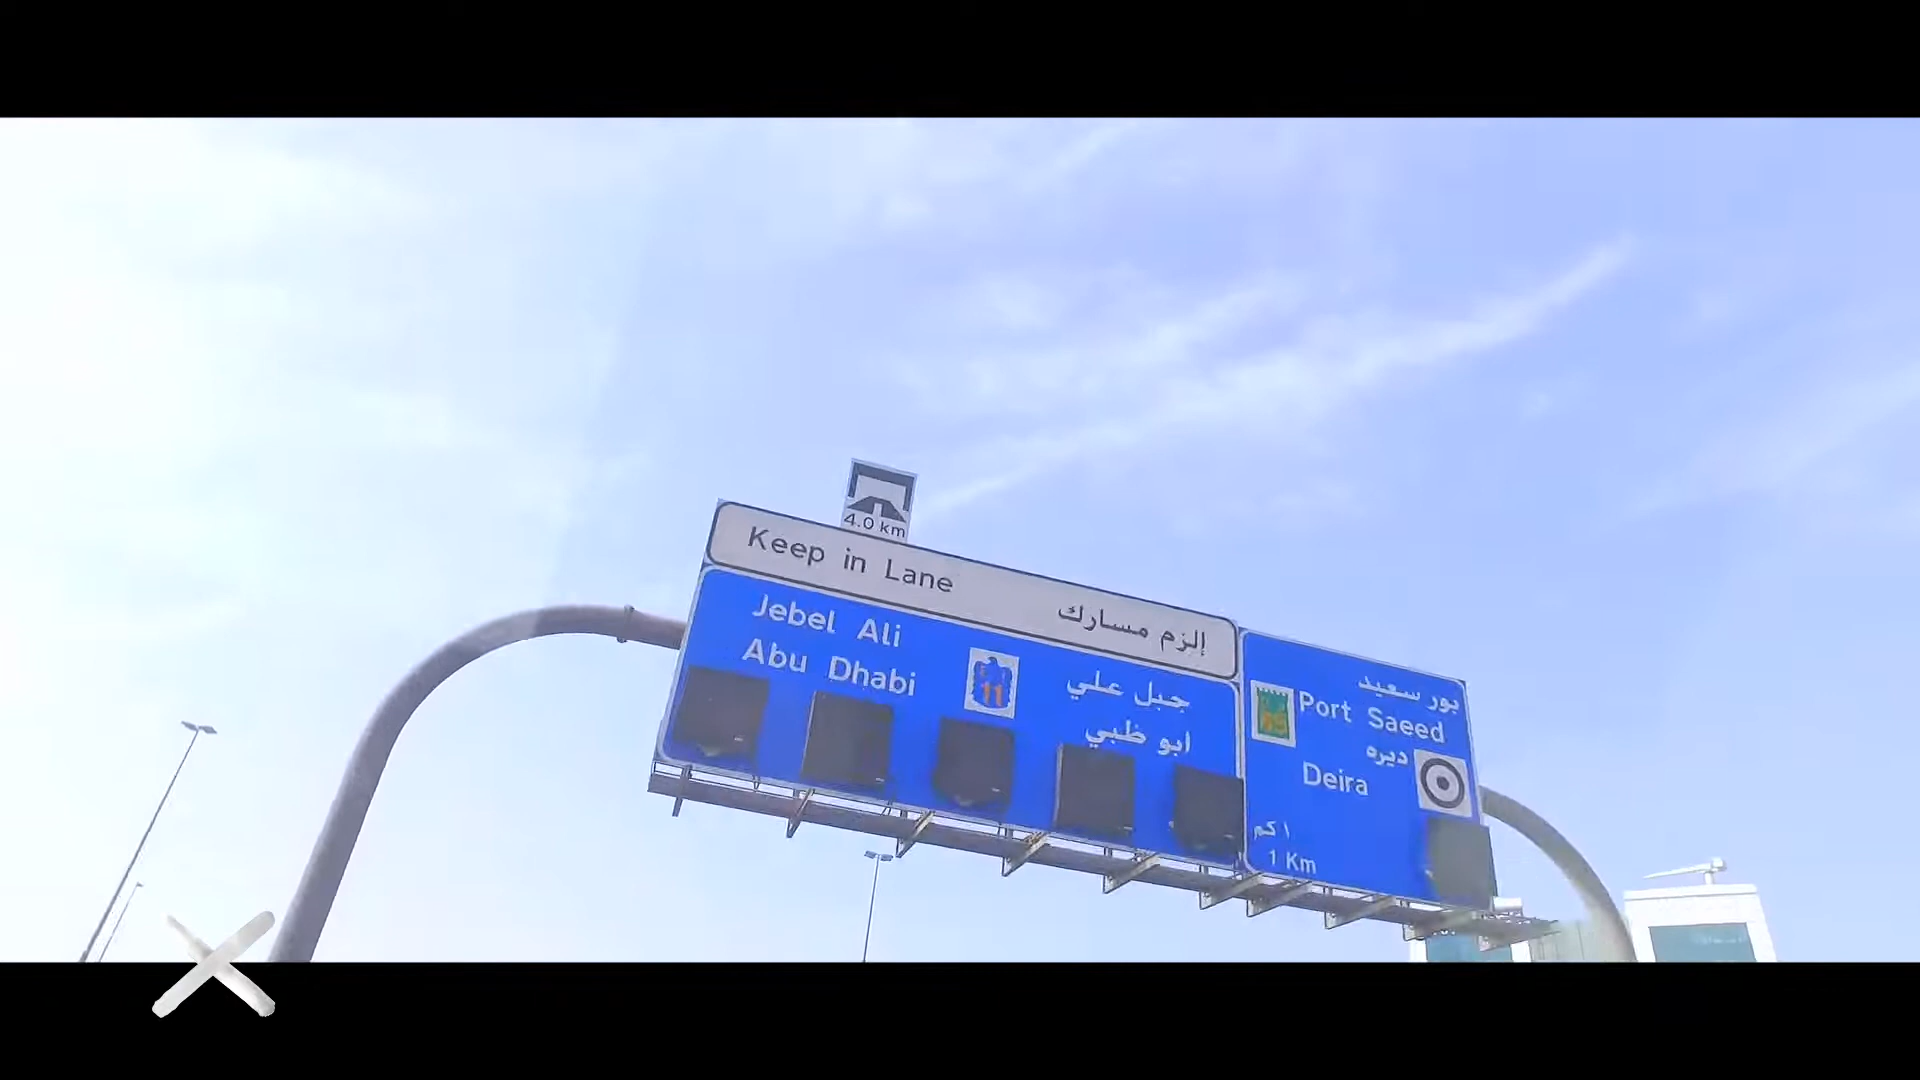 4.0 km
Keep in Lane
إلزم مسارك
Jebel Ali
Abu Dhabi
11
جبل علي
ابو ظبي
بور سعيد
Port Saeed
ديره
Deira
١ كم
1 Km